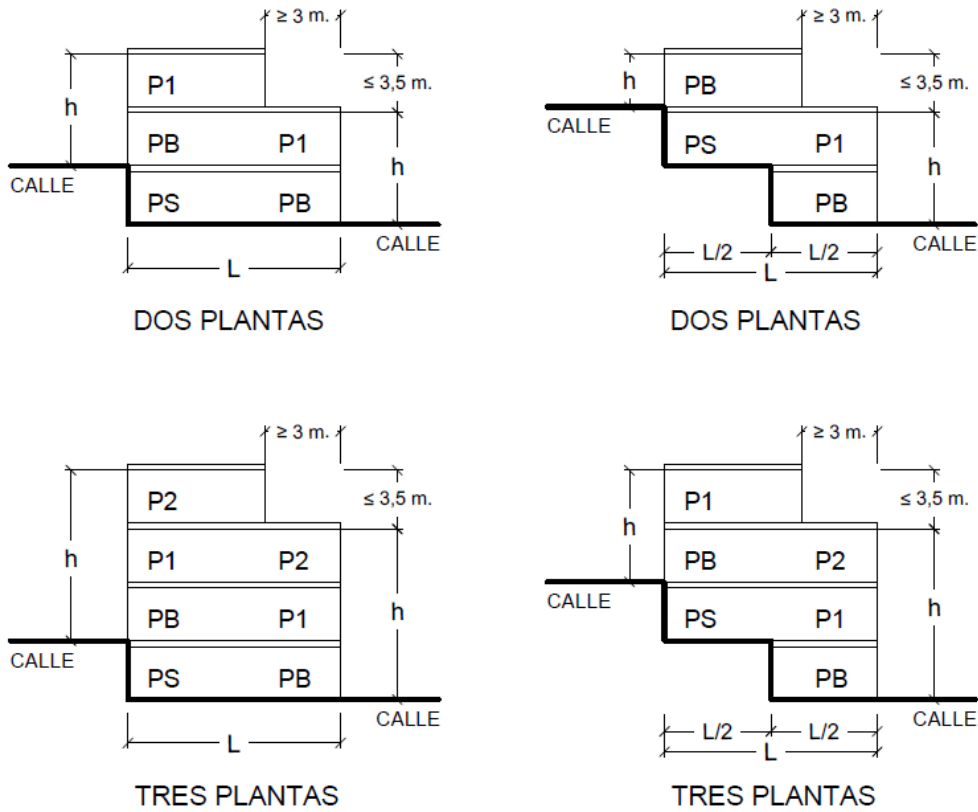 ≥ 3 m.
P1
h
≤ 3,5 m.
PB P1
h
CALLE
PS PB
CALLE
L
DOS PLANTAS
≥ 3 m.
PB
h
≤ 3,5 m.
CALLE
PS P1
h
PB
CALLE
L/2 L/2
L
DOS PLANTAS
≥ 3 m.
P2
≤ 3,5 m.
h
P1 P2
PB P1
h
CALLE
PS PB
CALLE
L
TRES PLANTAS
≥ 3 m.
P1
≤ 3,5 m.
h
PB P2
CALLE
PS P1
h
PB
CALLE
L/2 L/2
L
TRES PLANTAS